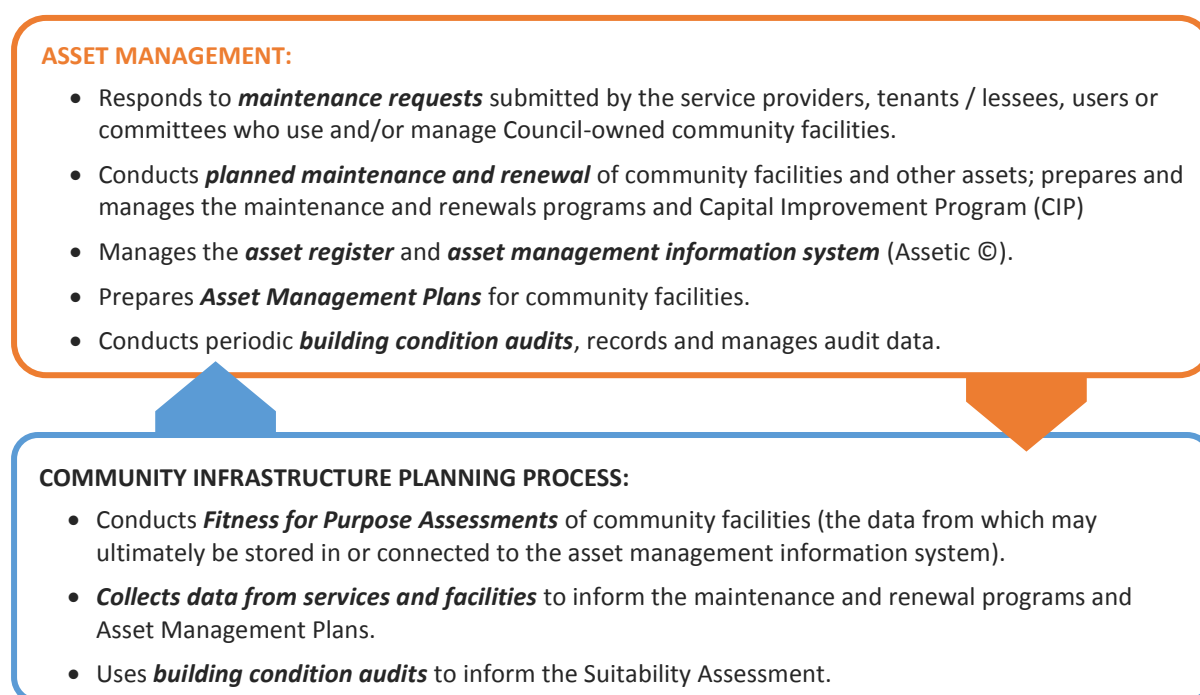 ASSET MANAGEMENT:
• Responds to maintenance requests submitted by the service providers, tenants / lessees, users or
committees who use and/or manage Council-owned community facilities.
• Conducts planned maintenance and renewal of community facilities and other assets; prepares and
manages the maintenance and renewals programs and Capital Improvement Program (CIP)
• Manages the asset register and asset management information system (Assetic ©).
• Prepares Asset Management Plans for community facilities.
• Conducts periodic building condition audits, records and manages audit data.
COMMUNITY INFRASTRUCTURE PLANNING PROCESS:
• Conducts Fitness for Purpose Assessments of community facilities (the data from which may
ultimately be stored in or connected to the asset management information system).
• Collects data from services and facilities to inform the maintenance and renewal programs and
Asset Management Plans.
• Uses building condition audits to inform the Suitability Assessment.